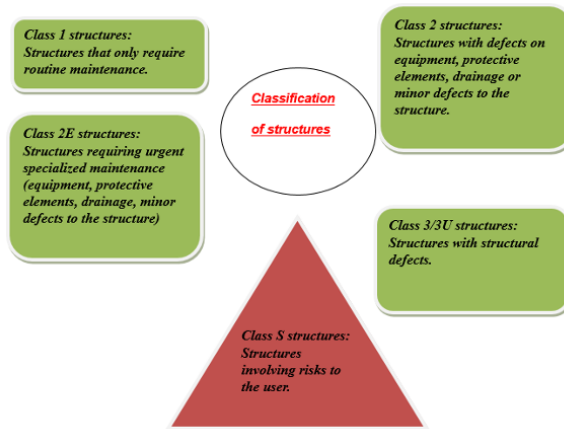 Class 1 structures:
Structures that only require
routine maintenance.
Class 2 structures:
Structures with defects on
equipment, protective
elements, drainage or
minor defects to the
structure.
Classification
of structures
Class 2E structures:
Structures requiring urgent
specialized maintenance
(equipment, protective
elements, drainage, minor
defects to the structure)
Class 3/3U structures:
Structures with structural
defects.
Class S structures:
Structures
involving risks to
the user.